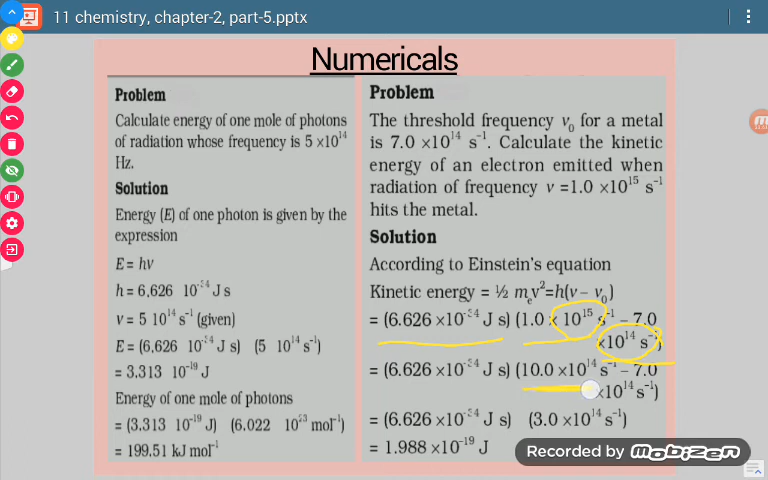 11 chemistry, chapter-2, part-5.pptx
Numericals
Problem
Calculate energy of one mole of photons
of radiation whose frequency is 5 ×10¹⁴
Hz.
Solution
Energy (E) of one photon is given by the
expression
E = hν
h = 6.626 10⁻³⁴ J s
ν = 5 10¹⁴ s⁻¹ (given)
E = (6.626 10⁻³⁴ J s) (5 10¹⁴ s⁻¹)
= 3.313 10⁻¹⁹ J
Energy of one mole of photons
= (3.313 10⁻¹⁹ J) (6.022 10²³ mol⁻¹)
= 199.51 kJ mol⁻¹
Problem
The threshold frequency ν₀ for a metal
is 7.0 ×10¹⁴ s⁻¹. Calculate the kinetic
energy of an electron emitted when
radiation of frequency ν =1.0 ×10¹⁵ s⁻¹
hits the metal.
Solution
According to Einstein's equation
Kinetic energy = ½ mₑv²=h(ν – ν₀)
= (6.626 ×10⁻³⁴ J s) (1.0 × 10¹⁵ s⁻¹ – 7.0
×10¹⁴ s⁻¹)
= (6.626 ×10⁻³⁴ J s) (10.0 ×10¹⁴ s⁻¹ – 7.0
×10¹⁴ s⁻¹)
= (6.626 ×10⁻³⁴ J s) (3.0 ×10¹⁴ s⁻¹)
= 1.988 ×10⁻¹⁹ J
Recorded by mobizen